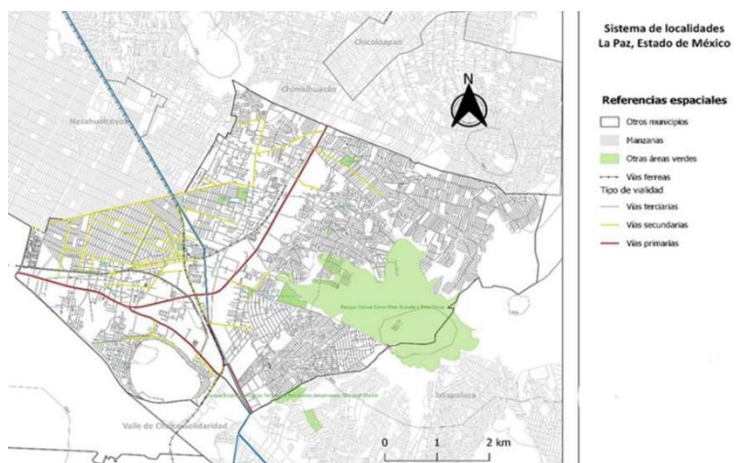 Sistema de localidades
La Paz, Estado de México
Referencias espaciales
Otros municipios
Manzanas
Otras áreas verdes
Vías ferreas
Tipo de vialidad
Vías terciarias
Vías secundarias
Vías primarias
Chicoloapan
Chimalhuacán
Nezahualcóyotl
N
Ixtapaluca
Valle de Chalco Solidaridad
0 1 2 km